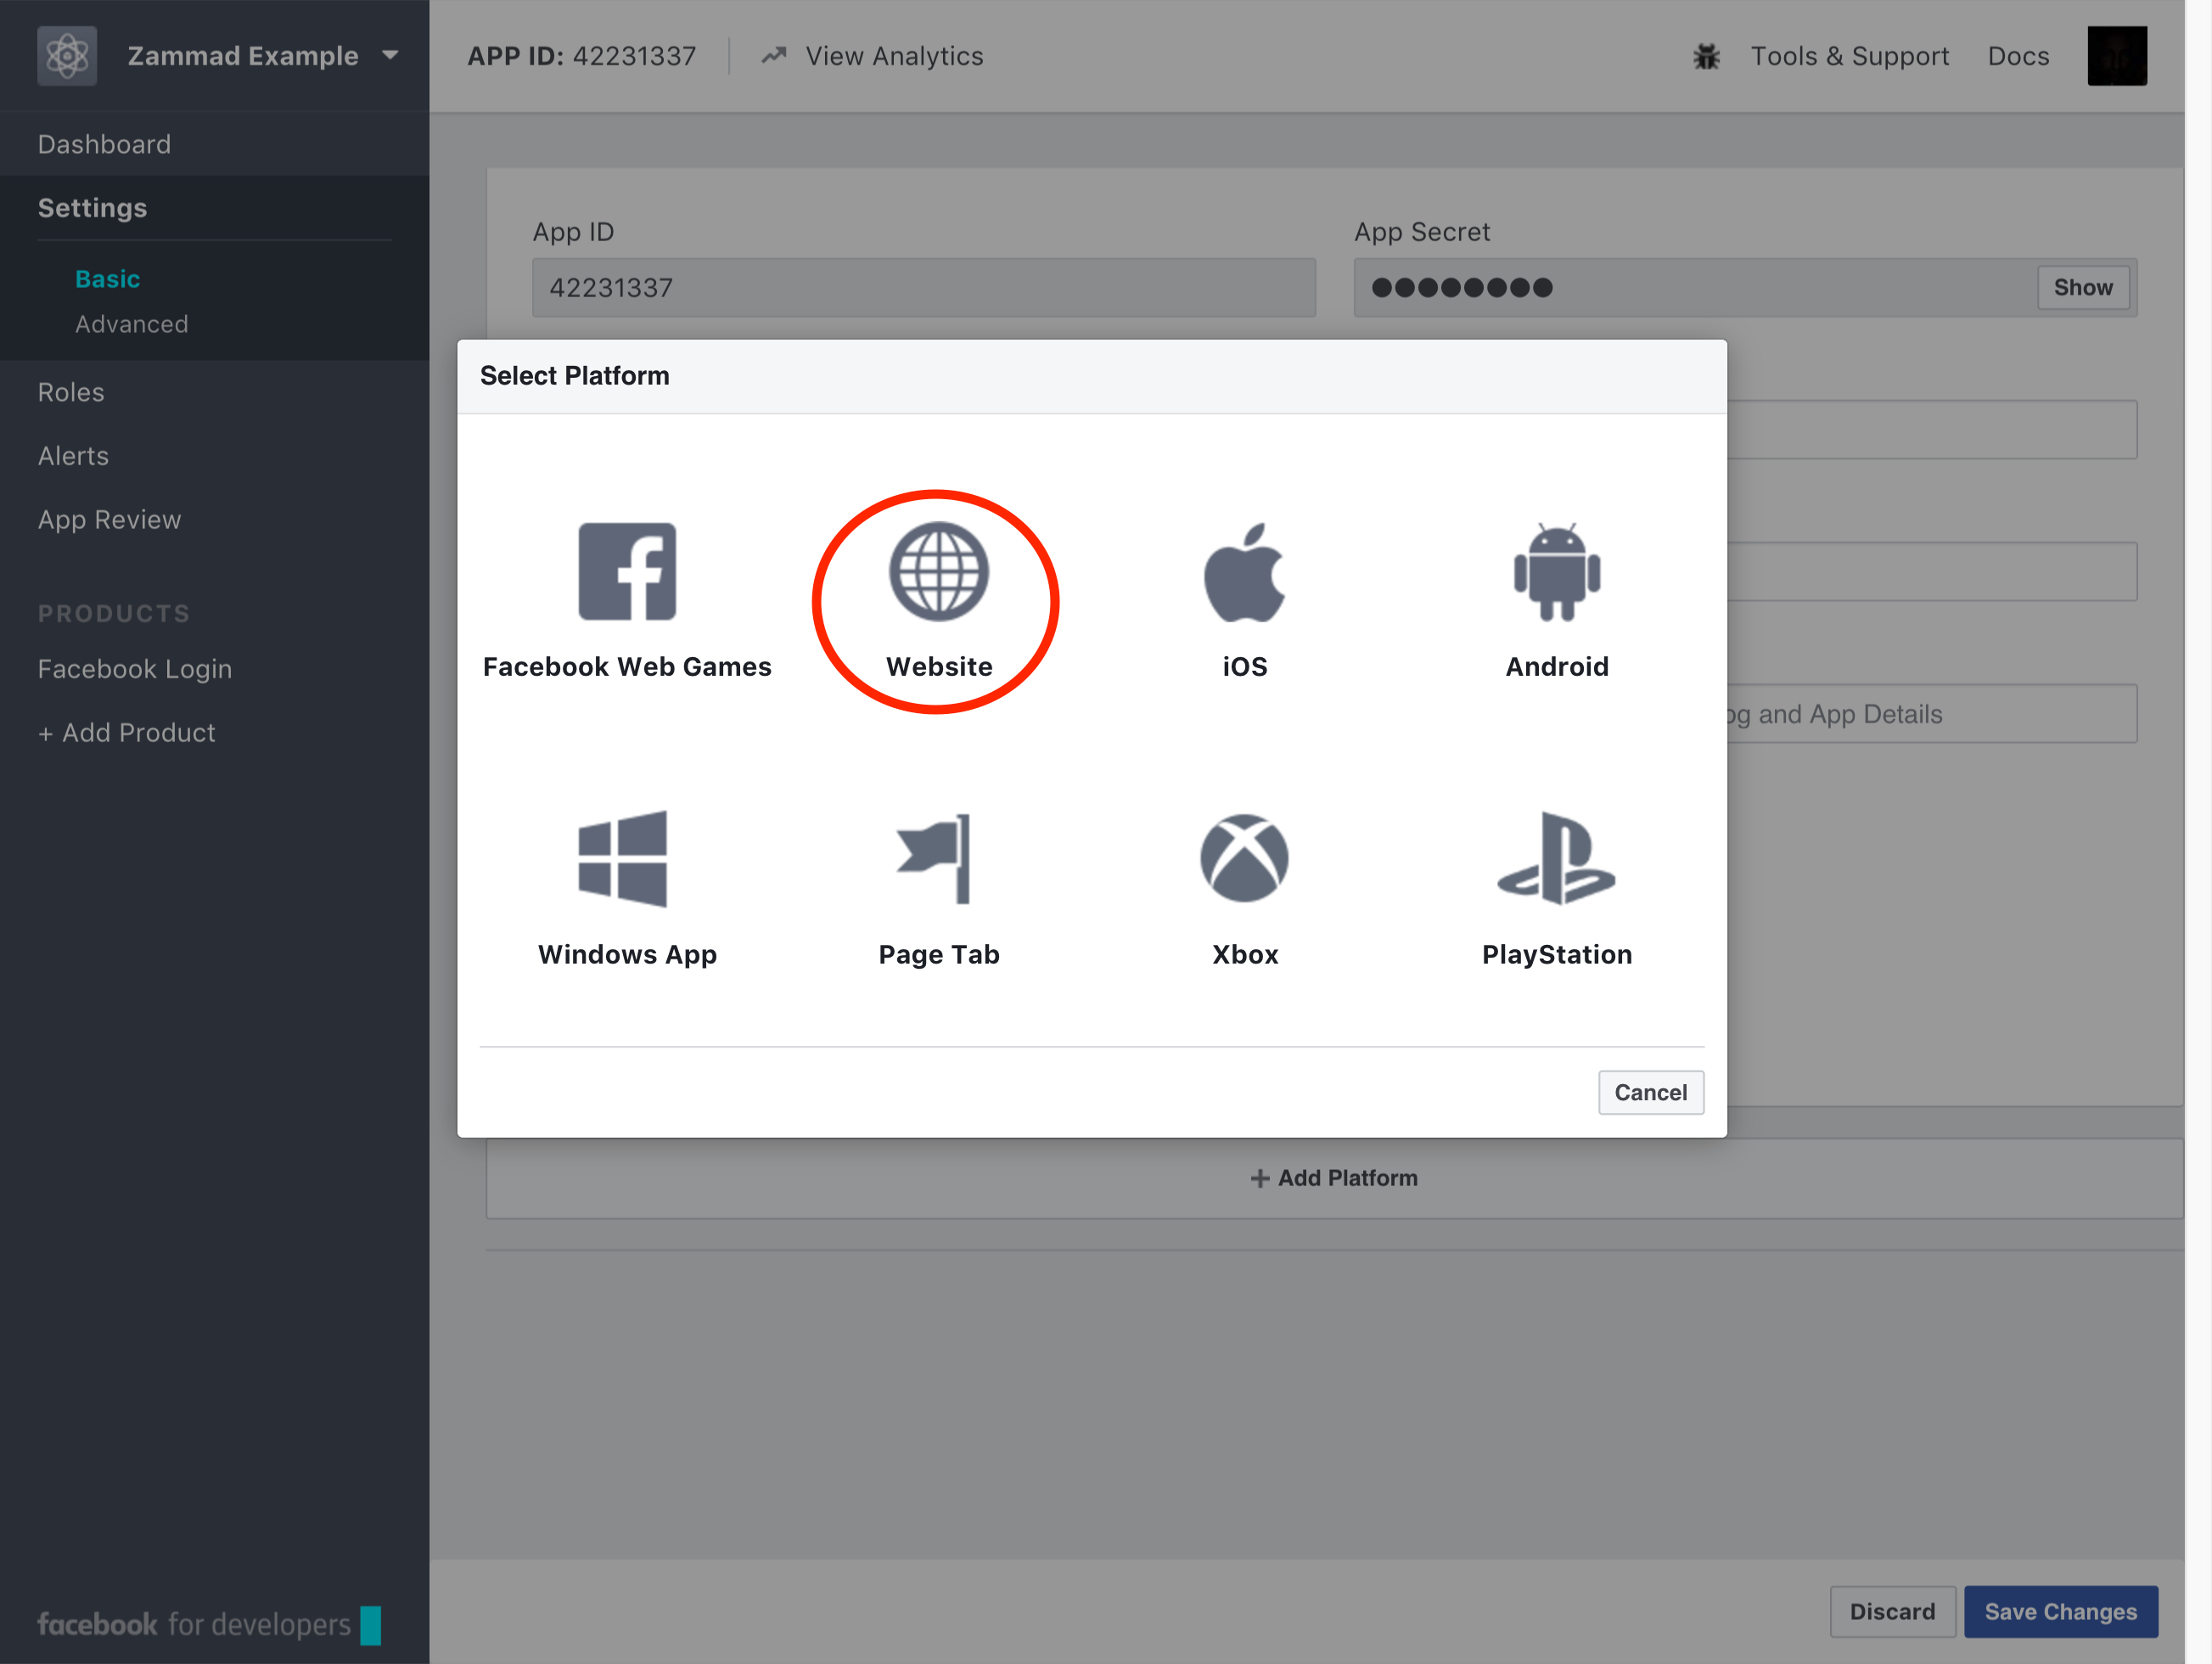 Zammad Example
APP ID: 42231337
View Analytics
Tools & Support
Docs
Dashboard
Settings
Basic
Advanced
Roles
Alerts
App Review
PRODUCTS
Facebook Login
+ Add Product
facebook for developers
App ID
App Secret
42231337
Show
Select Platform
Facebook Web Games
Website
iOS
Android
Windows App
Page Tab
Xbox
PlayStation
Cancel
and App Details
+ Add Platform
Discard
Save Changes